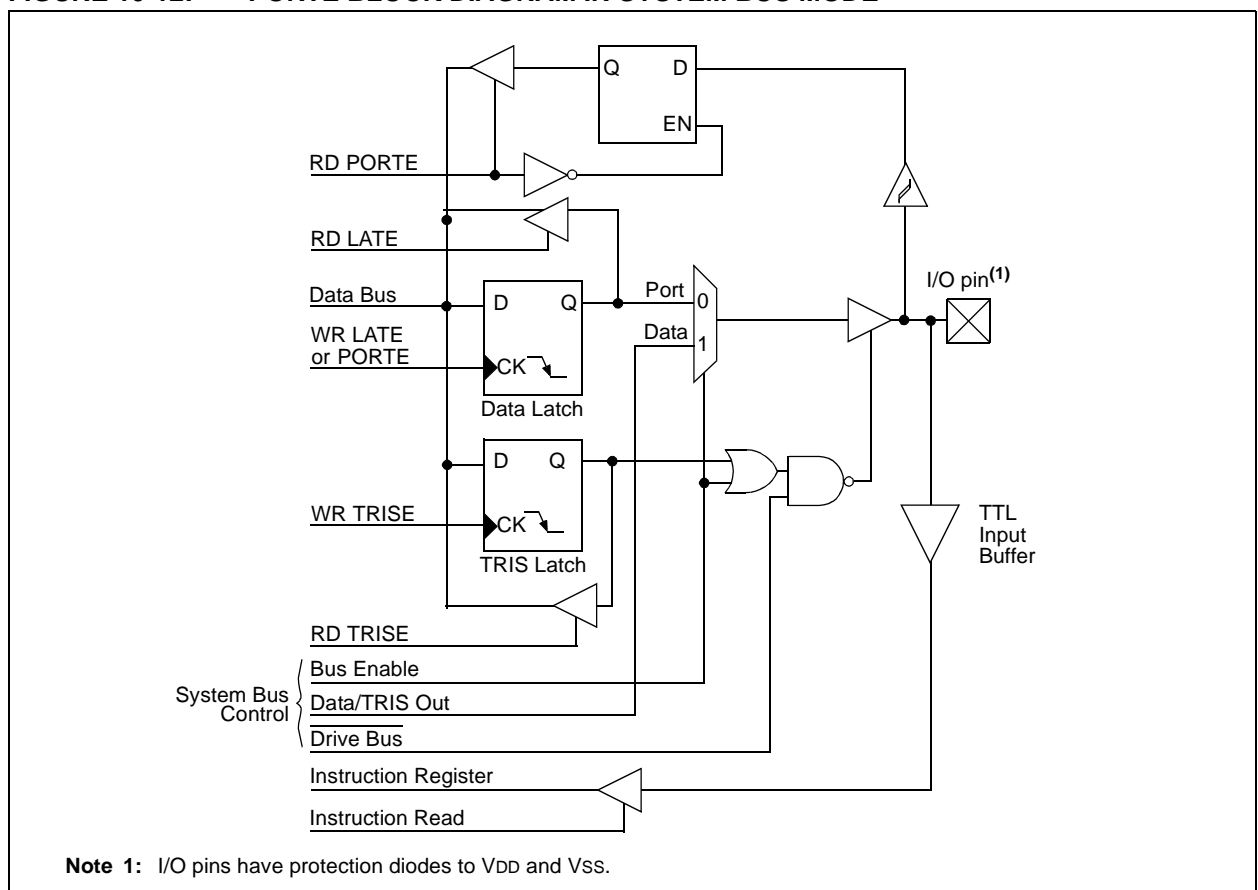 FIGURE 10-12: PORTE BLOCK DIAGRAM IN SYSTEM BUS MODE
Q D
EN
RD PORTE
RD LATE
I/O pin(1)
Data Bus
D Q
Port 0
Data 1
WR LATE
or PORTE
CK
Data Latch
D Q
WR TRISE
CK
TRIS Latch
TTL
Input
Buffer
RD TRISE
System Bus
Control
Bus Enable
Data/TRIS Out
Drive Bus
Instruction Register
Instruction Read
Note 1: I/O pins have protection diodes to VDD and VSS.